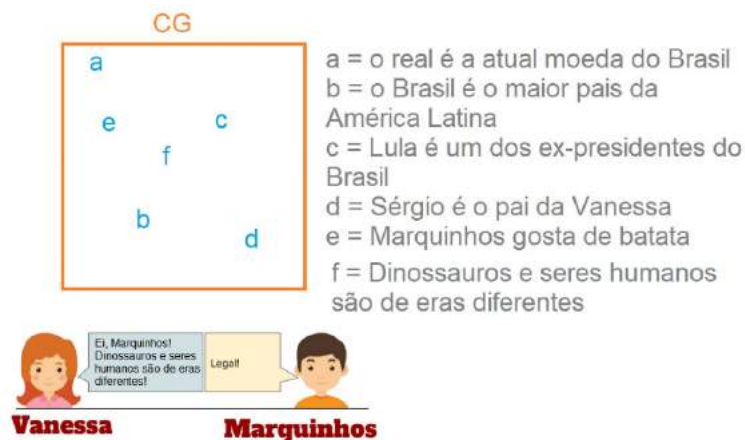 CG
a
e
c
f
b
d
a = o real é a atual moeda do Brasil
b = o Brasil é o maior pais da
América Latina
c = Lula é um dos ex-presidentes do
Brasil
d = Sérgio é o pai da Vanessa
e = Marquinhos gosta de batata
f = Dinossauros e seres humanos
são de eras diferentes
Ei, Marquinhos!
Dinossauros e seres
humanos são de eras
diferentes!
Legal!
Vanessa
Marquinhos